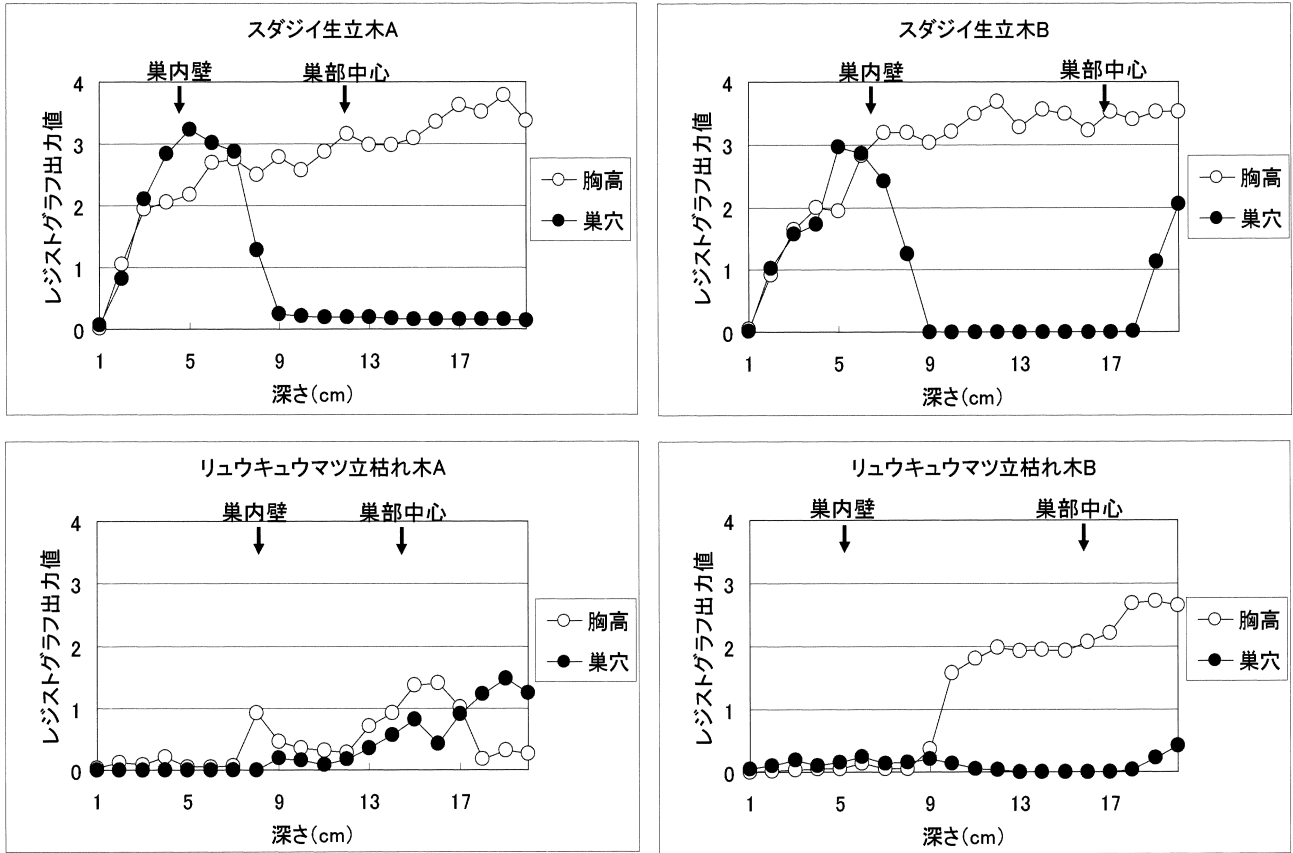 スダジイ生立木A
巣内壁
巣部中心
レジストグラフ出力値
4
3
2
1
0
1
5
9
13
17
深さ(cm)
胸高
巣穴
スダジイ生立木B
巣内壁
巣部中心
レジストグラフ出力値
4
3
2
1
0
1
5
9
13
17
深さ(cm)
胸高
巣穴
リュウキュウマツ立枯れ木A
巣内壁
巣部中心
レジストグラフ出力値
4
3
2
1
0
1
5
9
13
17
深さ(cm)
胸高
巣穴
リュウキュウマツ立枯れ木B
巣内壁
巣部中心
レジストグラフ出力値
4
3
2
1
0
1
5
9
13
17
深さ(cm)
胸高
巣穴